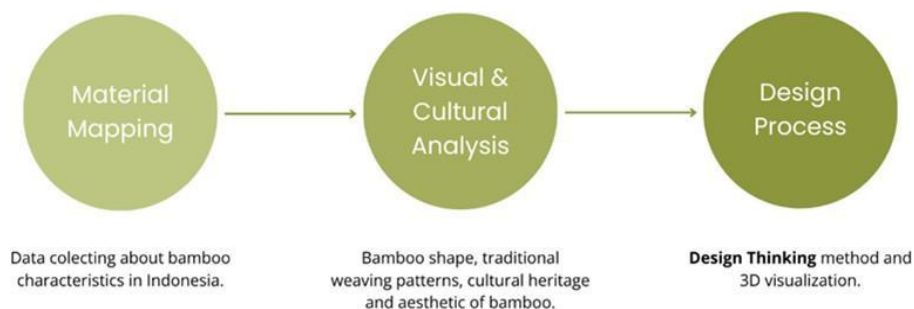 Material
Mapping
Visual &
Cultural
Analysis
Design
Process
Data colecting about bamboo
characteristics in Indonesia.
Bamboo shape, traditional
weaving patterns, cultural heritage
and aesthetic of bamboo.
Design Thinking method and
3D visualization.